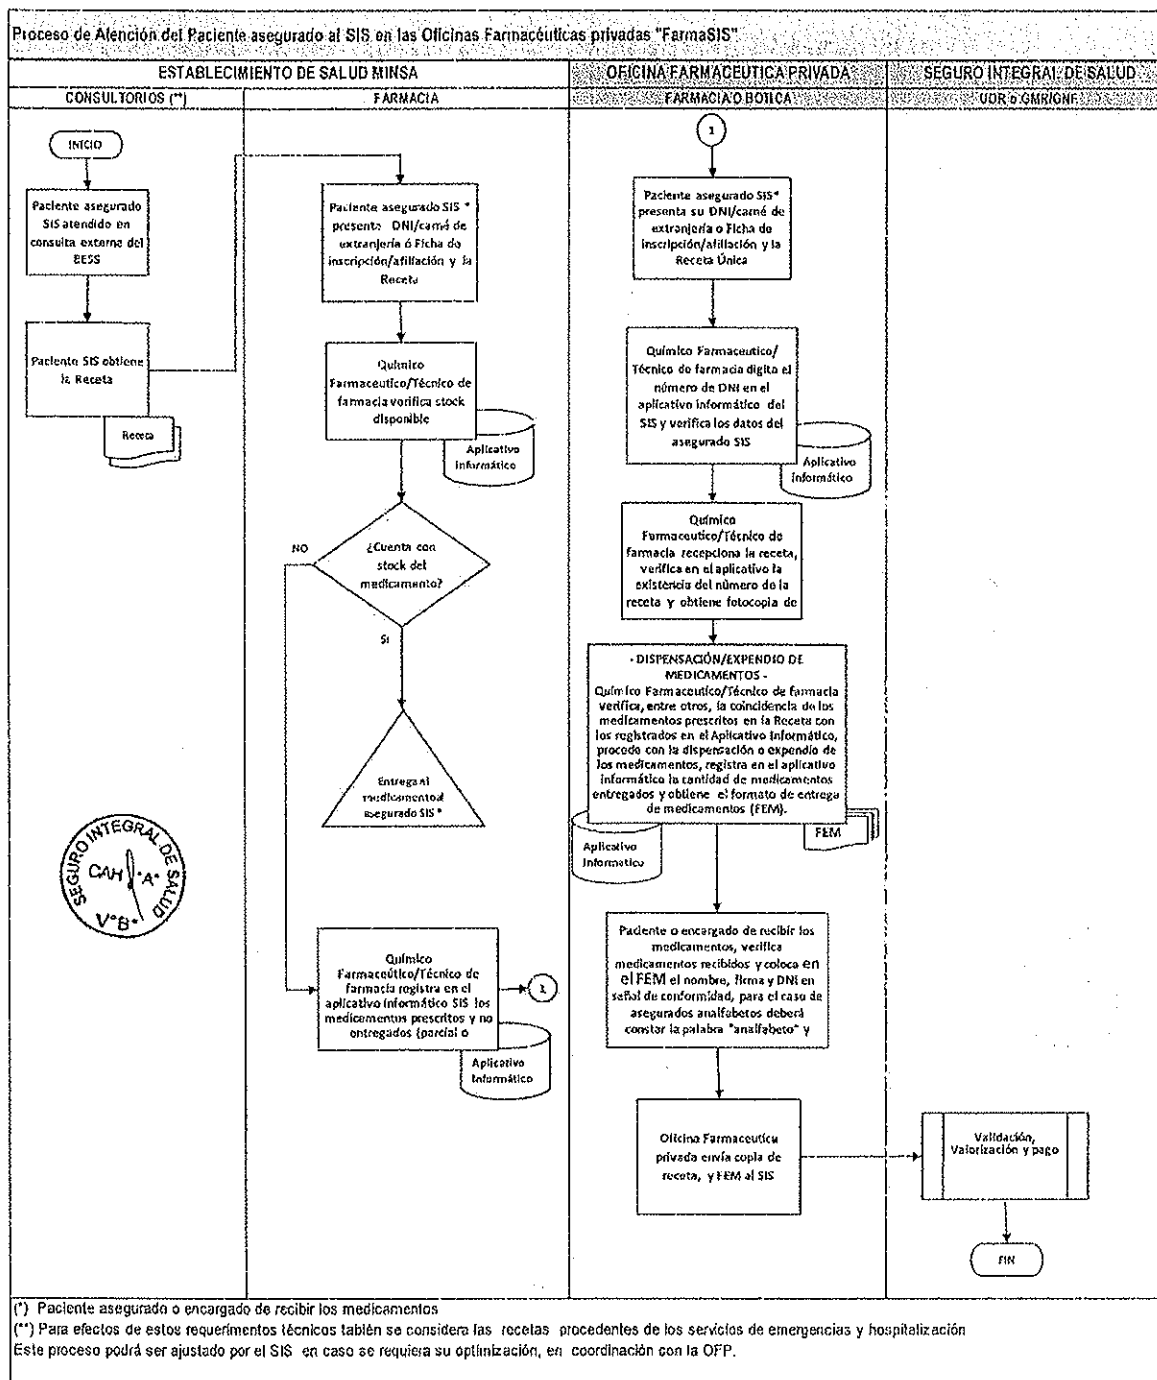 Proceso de Atención del Paciente asegurado al SIS en las Oficinas Farmacéuticas privadas "FarmaSIS"
ESTABLECIMIENTO DE SALUD MINSA
OFICINA FARMACEUTICA PRIVADA
SEGURO INTEGRAL DE SALUD
CONSULTORIOS (**)
FARMACIA
FARMACIA O BOTICA
UDR o GMR/GNF
INICIO
Paciente asegurado
SIS atendido en
consulta externa del
EESS
Paciente SIS obtiene
la Receta
Receta
Paciente asegurado SIS *
presenta DNI/carné de
extranjería ó Ficha de
inscripción/afiliación y la
Receta
Químico
Farmaceutico/Técnico de
farmacia verifica stock
disponible
Aplicativo
Informático
¿Cuenta con
stock del
medicamento?
NO
SI
Entrega el
medicamento al
asegurado SIS *
Químico
Farmaceútico/Técnico de
farmacia registra en el
aplicativo informático SIS los
medicamentos prescritos y no
entregados (parcial o
Aplicativo
Informático
1
1
Paciente asegurado SIS*
presenta su DNI/carné de
extranjería o Ficha de
inscripción/afiliación y la
Receta Única
Químico Farmaceutico/
Técnico de farmacia digita el
número de DNI en el
aplicativo informático del
SIS y verifica los datos del
asegurado SIS
Aplicativo
Informático
Químico
Farmaceutico/Técnico de
farmacia recepciona la receta,
verifica en el aplicativo la
existencia del número de la
receta y obtiene fotocopia de
- DISPENSACIÓN/EXPENDIO DE
MEDICAMENTOS -
Químico Farmaceutico/Técnico de farmacia
verifica, entre otros, la coincidencia de los
medicamentos prescritos en la Receta con
los registrados en el Aplicativo Informático,
procede con la dispensación o expendio de
los medicamentos, registra en el aplicativo
informático la cantidad de medicamentos
entregados y obtiene el formato de entrega
de medicamentos (FEM).
FEM
Aplicativo
Informatico
Paciente o encargado de recibir los
medicamentos, verifica
medicamentos recibidos y coloca en
el FEM el nombre, firma y DNI en
señal de conformidad, para el caso de
asegurados analfabetos deberá
constar la palabra "analfabeto" y
Oficina Farmaceutica
privada envía copia de
receta, y FEM al SIS
Validación,
Valorización y pago
FIN
SEGURO INTEGRAL DE SALUD
CAH "A"
V°B°
(*) Paciente asegurado o encargado de recibir los medicamentos
(**) Para efectos de estos requerimentos técnicos tabién se considera las recetas procedentes de los servicios de emergencias y hospitalización
Este proceso podrá ser ajustado por el SIS en caso se requiera su optimización, en coordinación con la OFP.